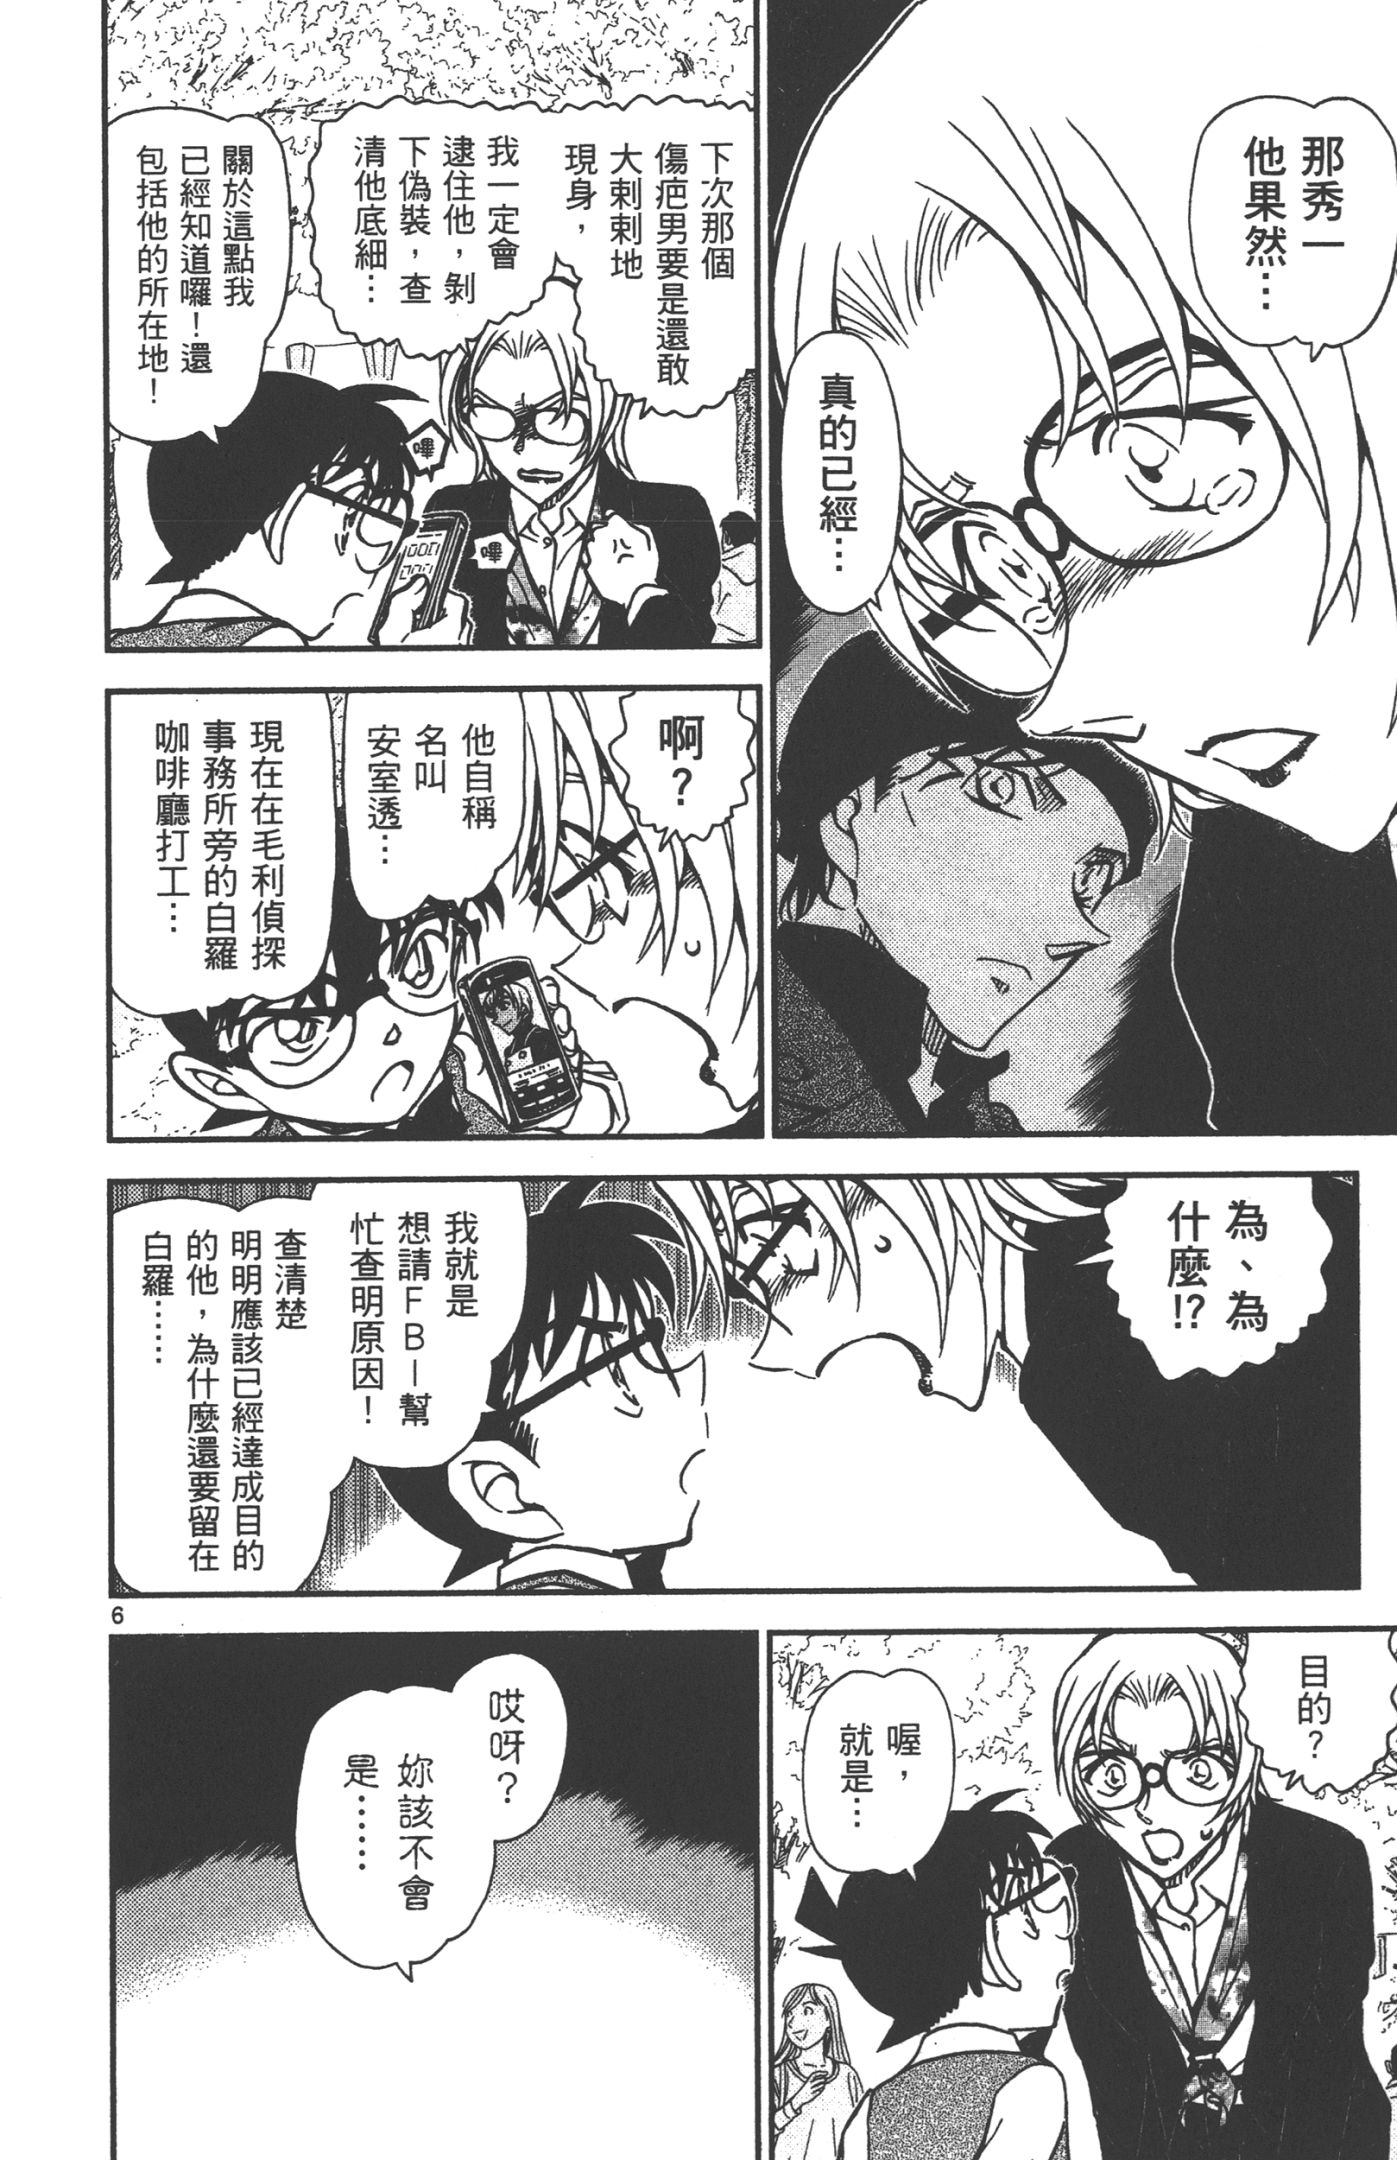 那秀一
他果然…
真的已經…
下次那個
傷疤男要是還敢
大剌剌地
現身，
我一定會
逮住他，剝
下偽裝，查
清他底細…
關於這點我
已經知道囉！還
包括他的所在地！
嗶
嗶
啊？
他自稱
名叫
安室透…
現在在毛利偵探
事務所旁的白羅
咖啡廳打工…
為、為
什麼!?
我就是
想請FBI幫
忙查明原因！
查清楚
明明應該已經達成目的
的他，為什麼還要留在
白羅……
6
目的？
喔，
就是…
哎呀？
妳該不會
是……